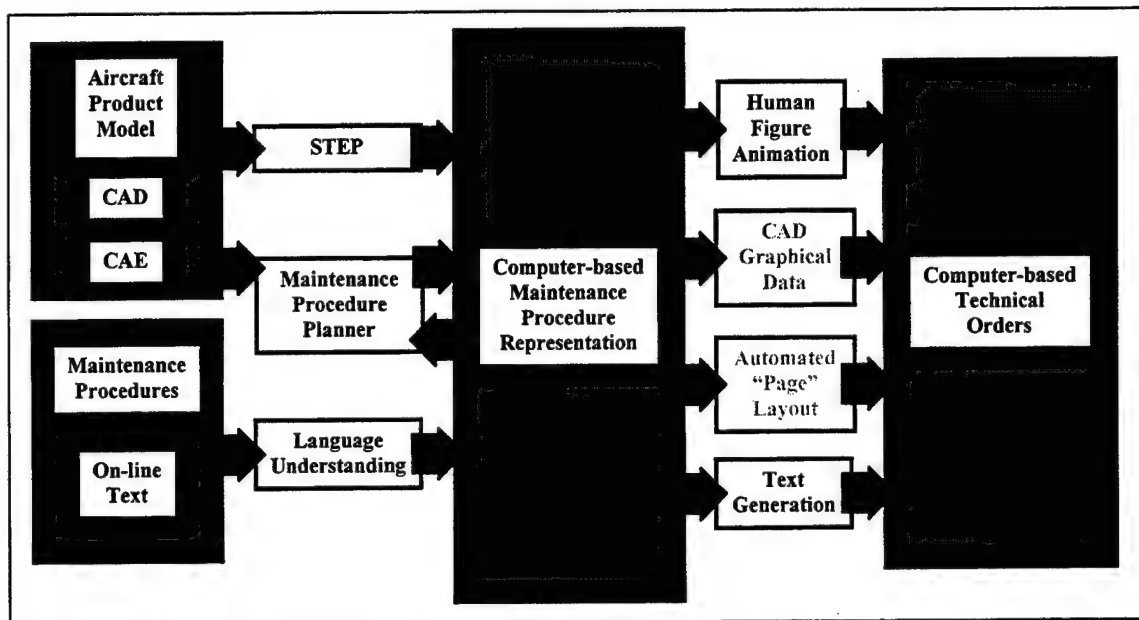 Aircraft
Product
Model
CAD
CAE
Maintenance
Procedures
On-line
Text
STEP
Maintenance
Procedure
Planner
Language
Understanding
Computer-based
Maintenance
Procedure
Representation
Human
Figure
Animation
CAD
Graphical
Data
Automated
“Page”
Layout
Text
Generation
Computer-based
Technical
Orders